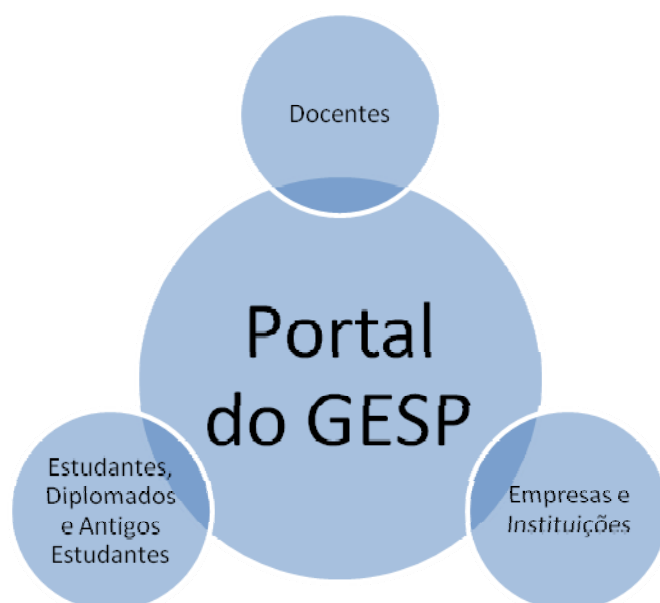 Docentes
Portal
do GESP
Estudantes,
Diplomados
e Antigos
Estudantes
Empresas e
Instituições